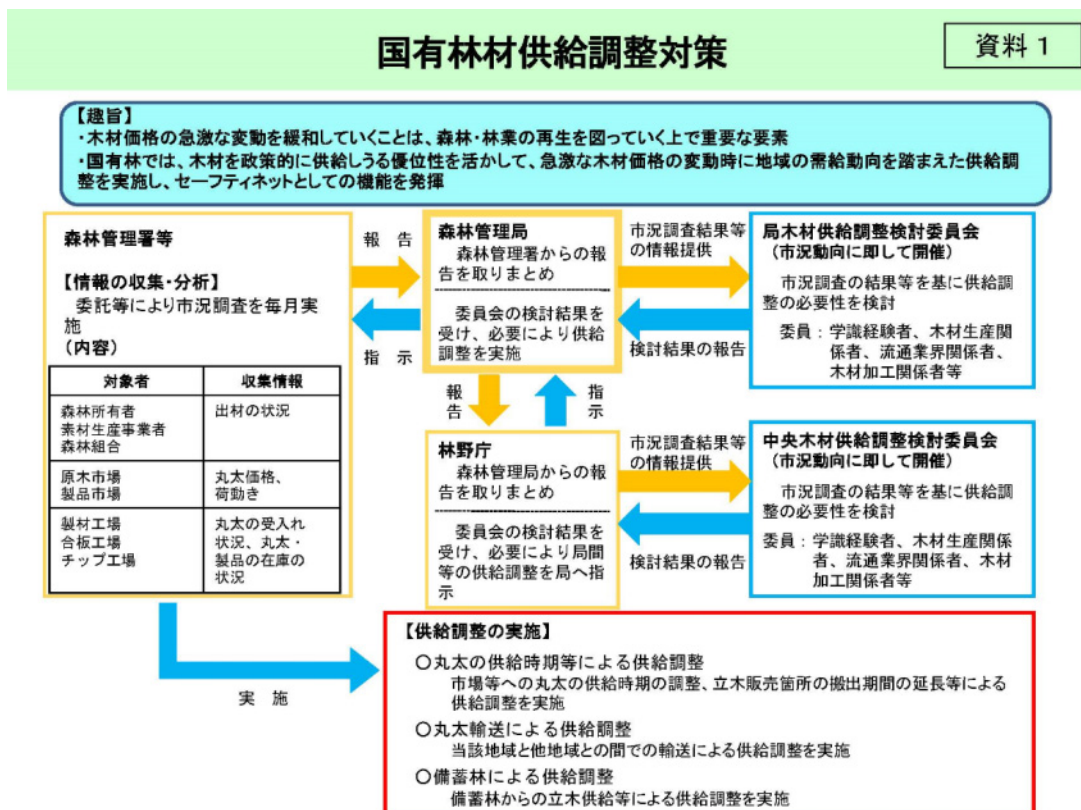 国有林材供給調整対策
資料１
【趣旨】
・木材価格の急激な変動を緩和していくことは、森林・林業の再生を図っていく上で重要な要素
・国有林では、木材を政策的に供給しうる優位性を活かして、急激な木材価格の変動時に地域の需給動向を踏まえた供給調
整を実施し、セーフティネットとしての機能を発揮
森林管理署等
【情報の収集・分析】
委託等により市況調査を毎月実
施
（内容）
対象者
収集情報
森林所有者
素材生産事業者
森林組合
出材の状況
原木市場
製品市場
丸太価格、
荷動き
製材工場
合板工場
チップ工場
丸太の受入れ
状況、丸太・
製品の在庫の
状況
報 告
指 示
森林管理局
森林管理署からの報
告を取りまとめ
委員会の検討結果を
受け、必要により供給
調整を実施
市況調査結果等
の情報提供
検討結果の報告
局木材供給調整検討委員会
（市況動向に即して開催）
市況調査の結果等を基に供給調
整の必要性を検討
委員：学識経験者、木材生産関
係者、流通業界関係者、
木材加工関係者等
報告
指示
林野庁
森林管理局からの報
告を取りまとめ
委員会の検討結果を
受け、必要により局間
等の供給調整を局へ指
示
市況調査結果等
の情報提供
検討結果の報告
中央木材供給調整検討委員会
（市況動向に即して開催）
市況調査の結果等を基に供給調
整の必要性を検討
委員：学識経験者、木材生産関係
者、流通業界関係者、木材
加工関係者等
実 施
【供給調整の実施】
○丸太の供給時期等による供給調整
市場等への丸太の供給時期の調整、立木販売箇所の搬出期間の延長等による
供給調整を実施
○丸太輸送による供給調整
当該地域と他地域との間での輸送による供給調整を実施
○備蓄林による供給調整
備蓄林からの立木供給等による供給調整を実施